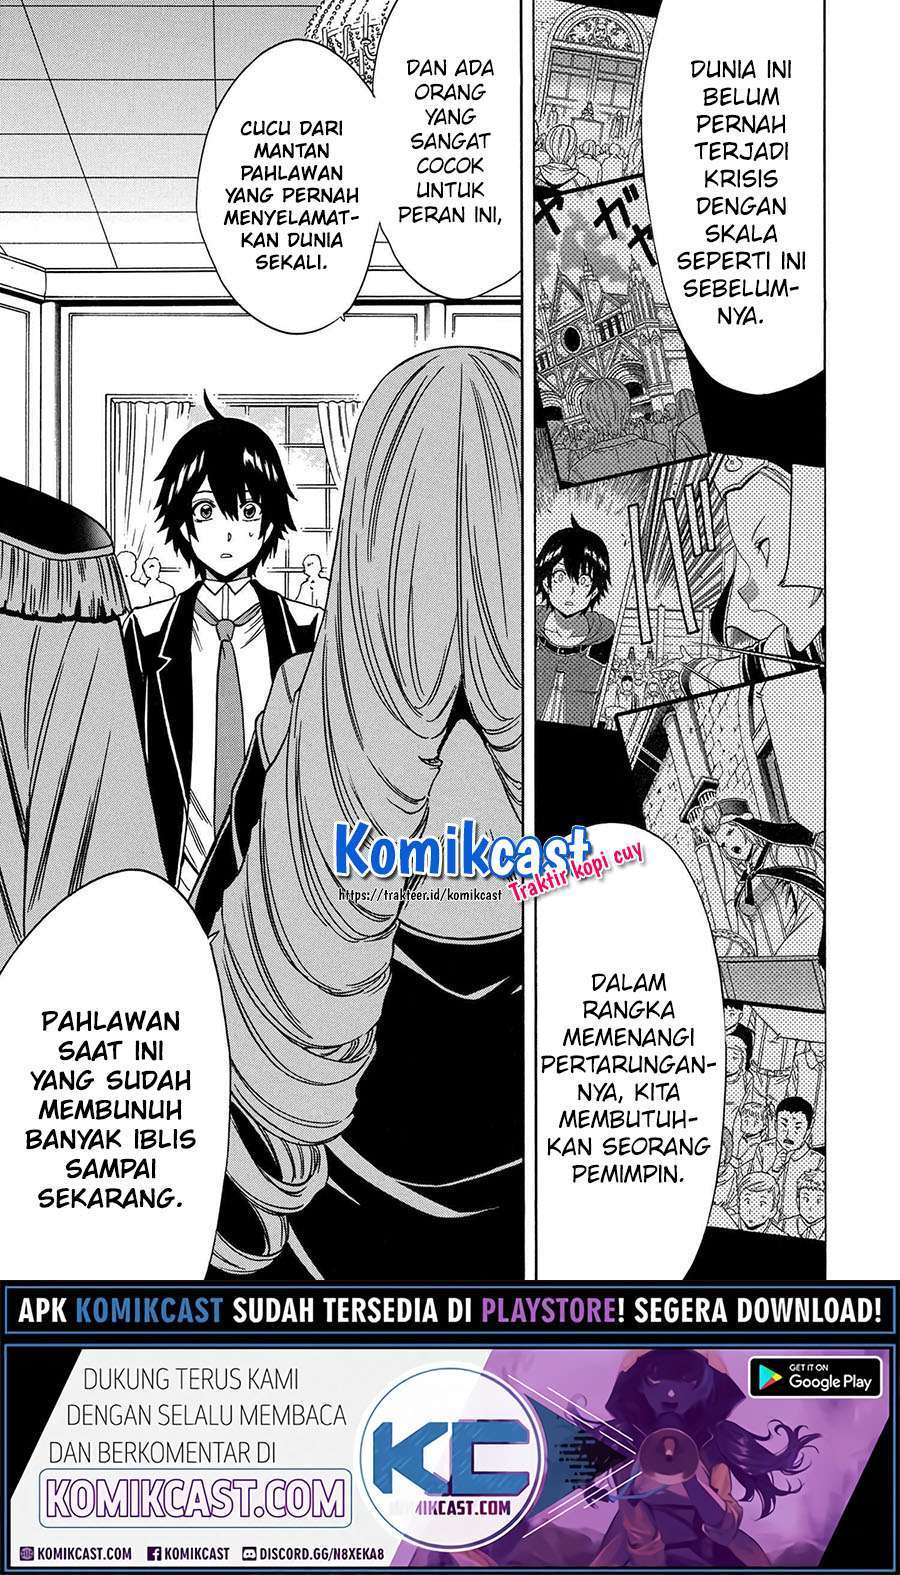 DUNIA INI
BELUM
PERNAH
TERJADI
KRISIS
DENGAN
SKALA
SEPERTI INI
SEBELUM-
NYA.
ガガ
DALAM
RANGKA
MEMENANGI
PERTARUNGAN-
NYA, KITA
MEMBUTUH-
KAN SEORANG
PEMIMPIN.
DAN ADA
ORANG
YANG
SANGAT
COCOK
UNTUK
PERAN INI,
CUCU DARI
MANTAN
PAHLAWAN
YANG PERNAH
MENYELAMAT-
KAN DUNIA
SEKALI.
Komikcast
Traktir kopi cuy
https://trakteer.id/komikcast
PAHLAWAN
SAAT INI
YANG SUDAH
MEMBUNUH
BANYAK IBLIS
SAMPAI
SEKARANG.
APK KOMIKCAST SUDAH TERSEDIA DI PLAYSTORE! SEGERA DOWNLOAD!
DUKUNG TERUS KAMI
DENGAN SELALU MEMBACA
DAN BERKOMENTAR DI
KOMIKCAST.COM
KC
KOMIKCAST.COM
GET IT ON
Google Play
KOMIKCAST.COM KOMIKCAST DISCORD.GG/N8XEKA8